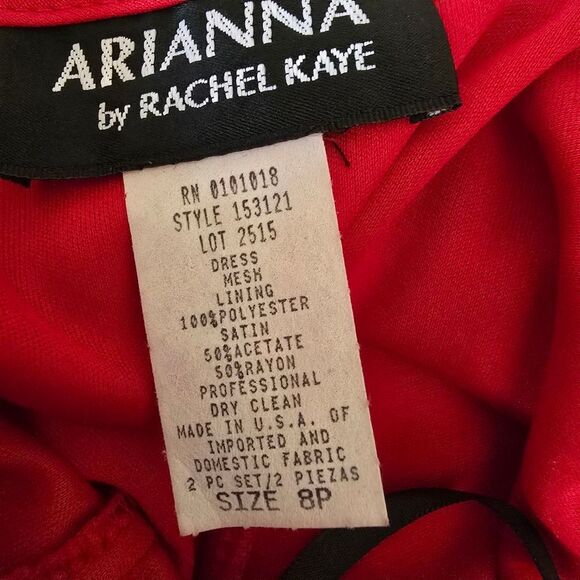 ARIANNA
by RACHEL KAYE
RN 0101018
STYLE 153121
LOT 2515
DRESS
MESH
LINING
100%POLYESTER
SATIN
50%ACETATE
50%RAYON
PROFESSIONAL
DRY CLEAN
MADE IN U.S.A. OF
IMPORTED AND
DOMESTIC FABRIC
2 PC SET/2 PIEZAS
SIZE 8P